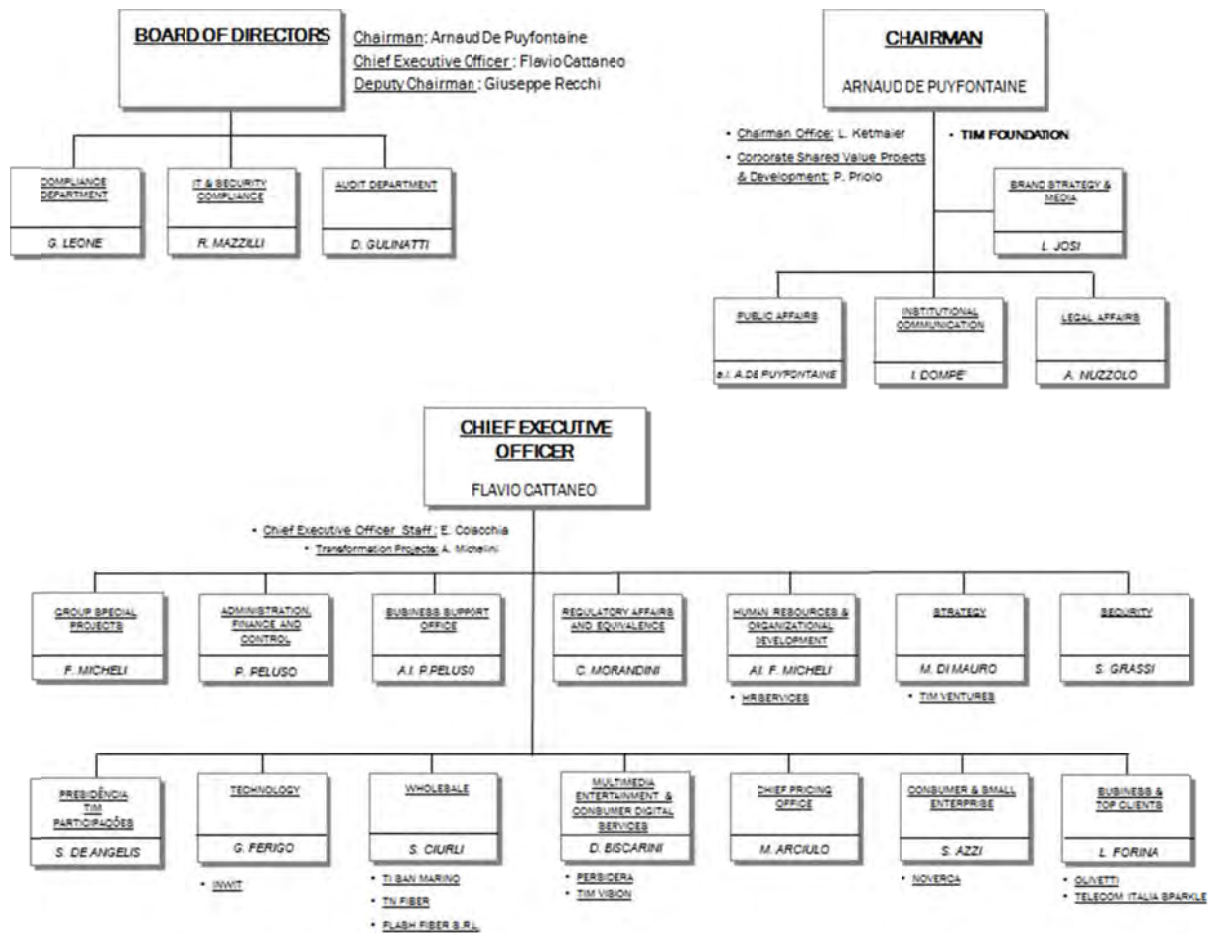 BOARD OF DIRECTORS
Chairman: Arnaud De Puyfontaine
Chief Executive Officer : Flavio Cattaneo
Deputy Chairman : Giuseppe Recchi
COMPLIANCE
DEPARTMENT
G. LEONE
IT & SECURITY
COMPLIANCE
R. MAZZILLI
AUDIT DEPARTMENT
D. GULINATTI
CHAIRMAN
ARNAUD DE PUYFONTAINE
• Chairman Office: L. Ketmaier
• Corporate Shared Value Projects
& Development: P. Priolo
• TIM FOUNDATION
BRAND STRATEGY &
MEDIA
L. JOSI
PUBLIC AFFAIRS
a.i. A.DE PUYFONTAINE
INSTITUTIONAL
COMMUNICATION
I. DOMPE'
LEGAL AFFAIRS
A. NUZZOLO
CHIEF EXECUTIVE
OFFICER
FLAVIO CATTANEO
• Chief Executive Officer Staff : E.
• Transformation Projects: A. Michelini
GROUP SPECIAL
PROJECTS
F. MICHELI
ADMINISTRATION,
FINANCE AND
CONTROL
P. PELUSO
BUSINESS SUPPORT
OFFICE
A.I. P.PELUSO
REGULATORY AFFAIRS
AND EQUIVALENCE
C. MORANDINI
HUMAN RESOURCES &
ORGANIZATIONAL
DEVELOPMENT
AI. F. MICHELI
• HR SERVICES
STRATEGY
M. DI MAURO
• TIM VENTURES
SECURITY
S. GRASSI
PRESIDÊNCIA
TIM
PARTICIPAÇÕES
S. DE ANGELIS
TECHNOLOGY
G. FERIGO
• INWIT
WHOLESALE
S. CIURLI
• TI SAN MARINO
• TN FIBER
• FLASH FIBER S.R.L.
MULTIMEDIA
ENTERTAINMENT &
CONSUMER DIGITAL
SERVICES
D. BISCARINI
• PERSIDERA
• TIM VISION
CHIEF PRICING
OFFICE
M. ARCIULO
CONSUMER & SMALL
ENTERPRISE
S. AZZI
• NOVERCA
BUSINESS &
TOP CLIENTS
L. FORINA
• OLIVETTI
• TELECOM ITALIA SPARKLE